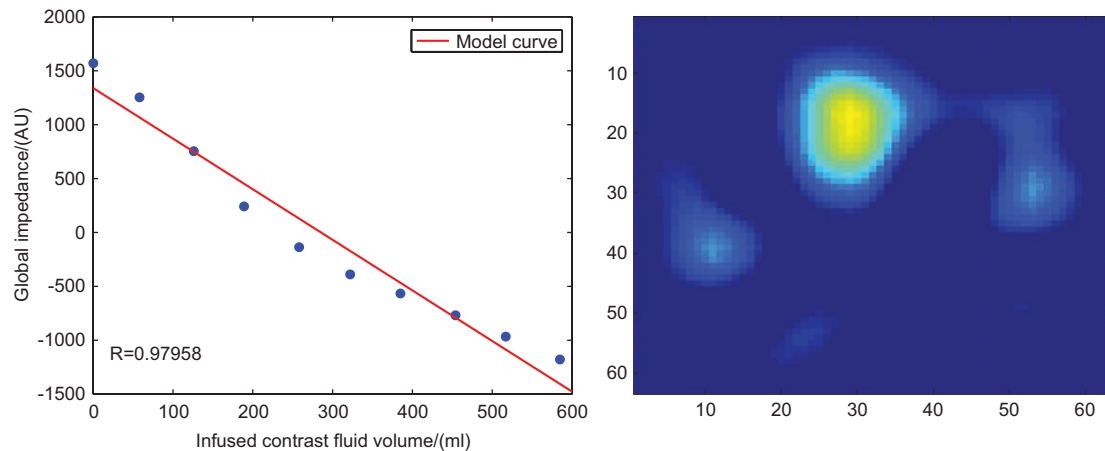 2000
1500
1000
500
0
-500
-1000
-1500
Global impedance/(AU)
Model curve
R=0.97958
0 100 200 300 400 500 600
Infused contrast fluid volume/(ml)
10
20
30
40
50
60
10 20 30 40 50 60